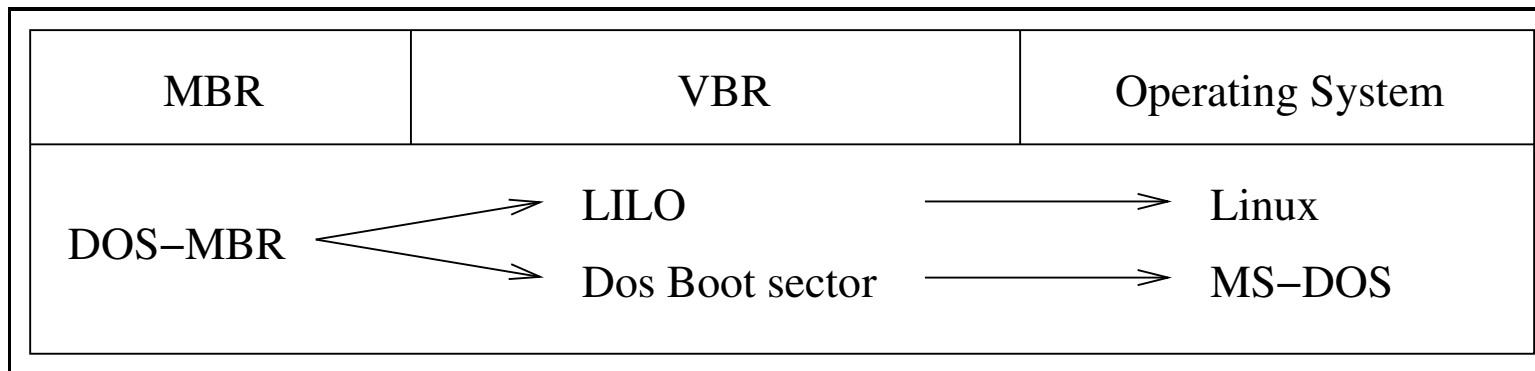 MBR VBR Operating System
LILO Linux
DOS−MBR
Dos Boot sector MS−DOS